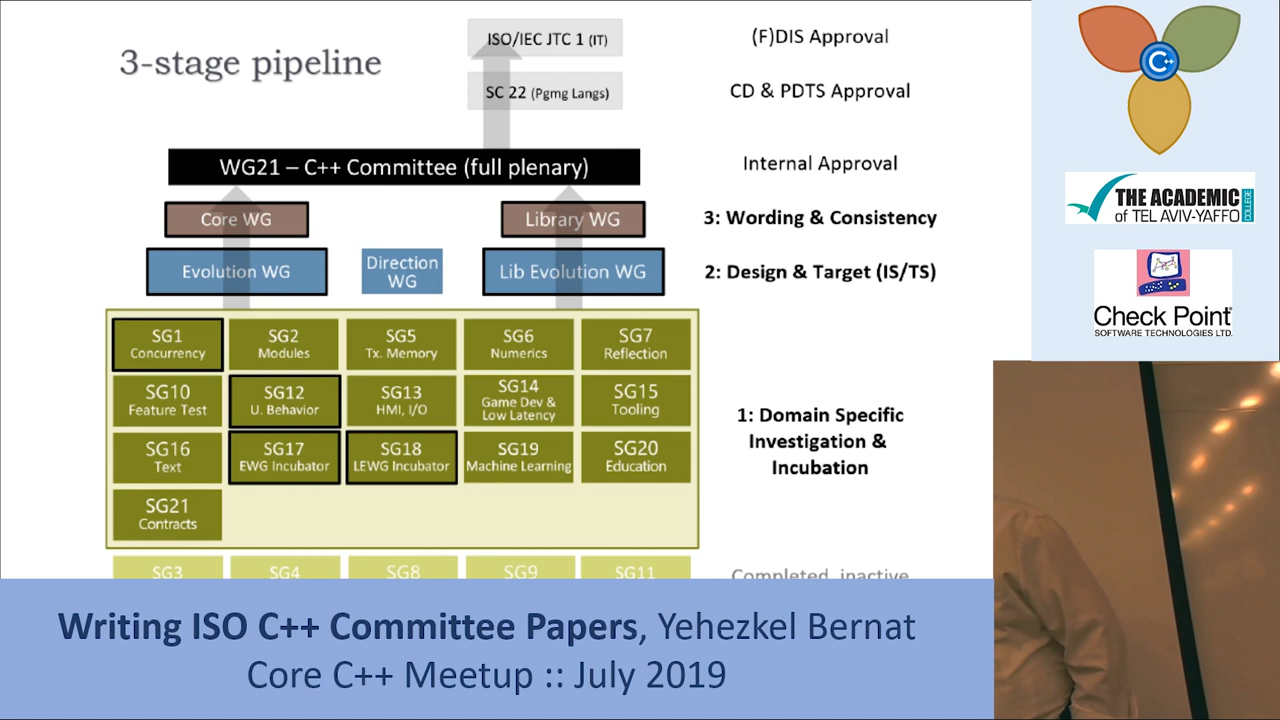 3-stage pipeline
ISO/IEC JTC 1 (IT)
(F)DIS Approval
SC 22 (Pgmg Langs)
CD & PDTS Approval
WG21 – C++ Committee (full plenary)
Internal Approval
Core WG
Library WG
3: Wording & Consistency
Evolution WG
Direction
WG
Lib Evolution WG
2: Design & Target (IS/TS)
SG1
Concurrency
SG2
Modules
SG5
Tx. Memory
SG6
Numerics
SG7
Reflection
SG10
Feature Test
SG12
U. Behavior
SG13
HMI, I/O
SG14
Game Dev &
Low Latency
SG15
Tooling
SG16
Text
SG17
EWG Incubator
SG18
LEWG Incubator
SG19
Machine Learning
SG20
Education
SG21
Contracts
1: Domain Specific
Investigation &
Incubation
SG3
SG4
SG8
SG9
SG11
Completed, inactive
C++
THE ACADEMIC
of TEL AVIV-YAFFO
COLLEGE
Check Point
SOFTWARE TECHNOLOGIES LTD.
Writing ISO C++ Committee Papers, Yehezkel Bernat
Core C++ Meetup :: July 2019